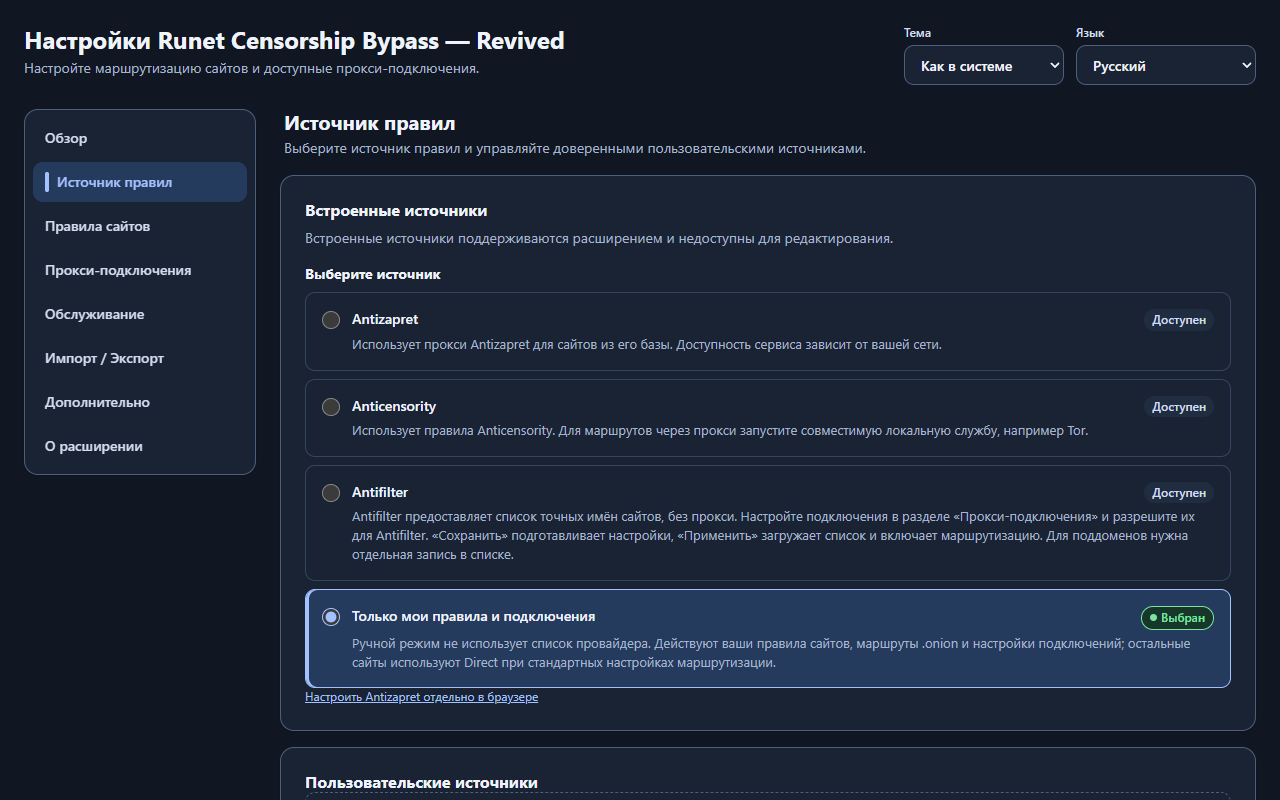 Настройки Runet Censorship Bypass — Revived
Настройте маршрутизацию сайтов и доступные прокси-подключения.
Тема
Язык
Как в системе
Русский
Обзор
Источник правил
Правила сайтов
Прокси-подключения
Обслуживание
Импорт / Экспорт
Дополнительно
О расширении
Источник правил
Выберите источник правил и управляйте доверенными пользовательскими источниками.
Встроенные источники
Встроенные источники поддерживаются расширением и недоступны для редактирования.
Выберите источник
Antizapret
Доступен
Использует прокси Antizapret для сайтов из его базы. Доступность сервиса зависит от вашей сети.
Anticensority
Доступен
Использует правила Anticensority. Для маршрутов через прокси запустите совместимую локальную службу, например Tor.
Antifilter
Доступен
Antifilter предоставляет список точных имён сайтов, без прокси. Настройте подключения в разделе «Прокси-подключения» и разрешите их
для Antifilter. «Сохранить» подготавливает настройки, «Применить» загружает список и включает маршрутизацию. Для поддоменов нужна
отдельная запись в списке.
Только мои правила и подключения
Выбран
Ручной режим не использует список провайдера. Действуют ваши правила сайтов, маршруты .onion и настройки подключений; остальные
сайты используют Direct при стандартных настройках маршрутизации.
Настроить Antizapret отдельно в браузере
Пользовательские источники